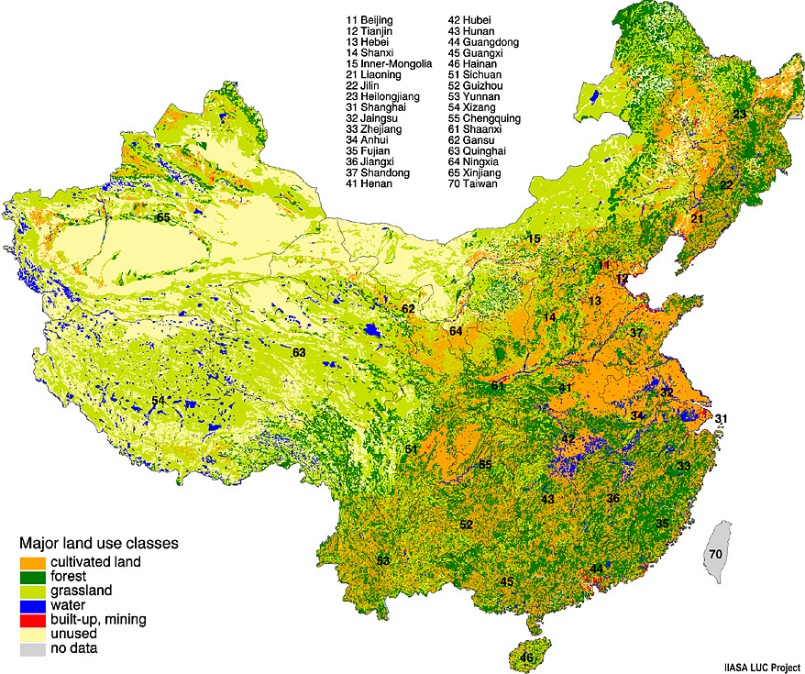 11 Beijing
12 Tianjin
13 Hebei
14 Shanxi
15 Inner-Mongolia
21 Liaoning
22 Jilin
23 Heilongjiang
31 Shanghai
32 Jaingsu
33 Zhejiang
34 Anhui
35 Fujian
36 Jiangxi
37 Shandong
41 Henan
42 Hubei
43 Hunan
44 Guangdong
45 Guangxi
46 Hainan
51 Sichuan
52 Guizhou
53 Yunnan
54 Xizang
55 Chengquing
61 Shaanxi
62 Gansu
63 Quinghai
64 Ningxia
65 Xinjiang
70 Taiwan
23
22
21
65
15
11
12
13
62
64
14
37
63
61
41
32
54
34
31
51
42
55
33
43
36
52
35
70
53
44
45
46
Major land use classes
cultivated land
forest
grassland
water
built-up, mining
unused
no data
IIASA LUC Project